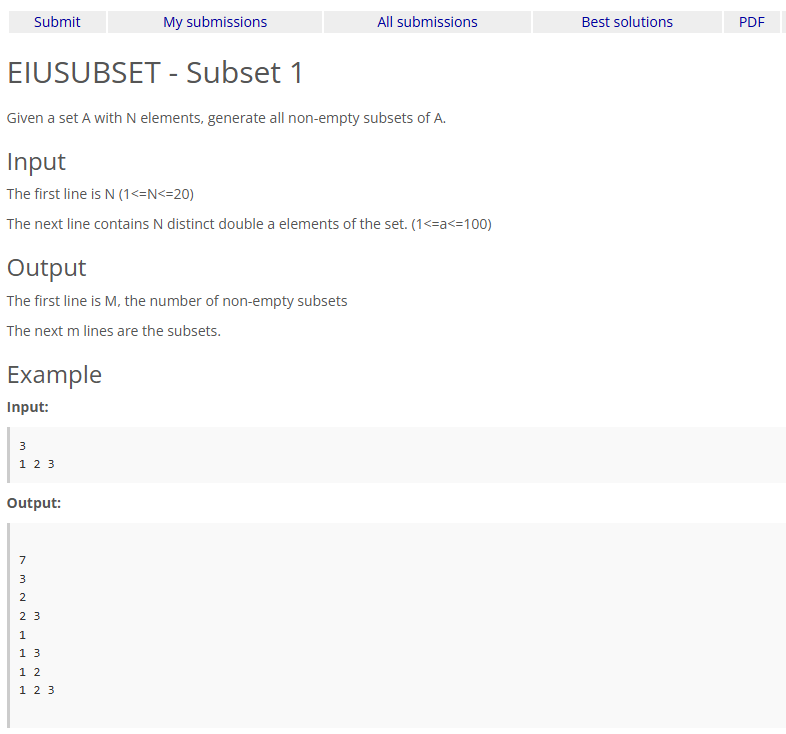 Submit My submissions All submissions Best solutions PDF
EIUSUBSET - Subset 1
Given a set A with N elements, generate all non-empty subsets of A.
Input
The first line is N (1<=N<=20)
The next line contains N distinct double a elements of the set. (1<=a<=100)
Output
The first line is M, the number of non-empty subsets
The next m lines are the subsets.
Example
Input:
3
1 2 3
Output:
7
3
2
2 3
1
1 3
1 2
1 2 3